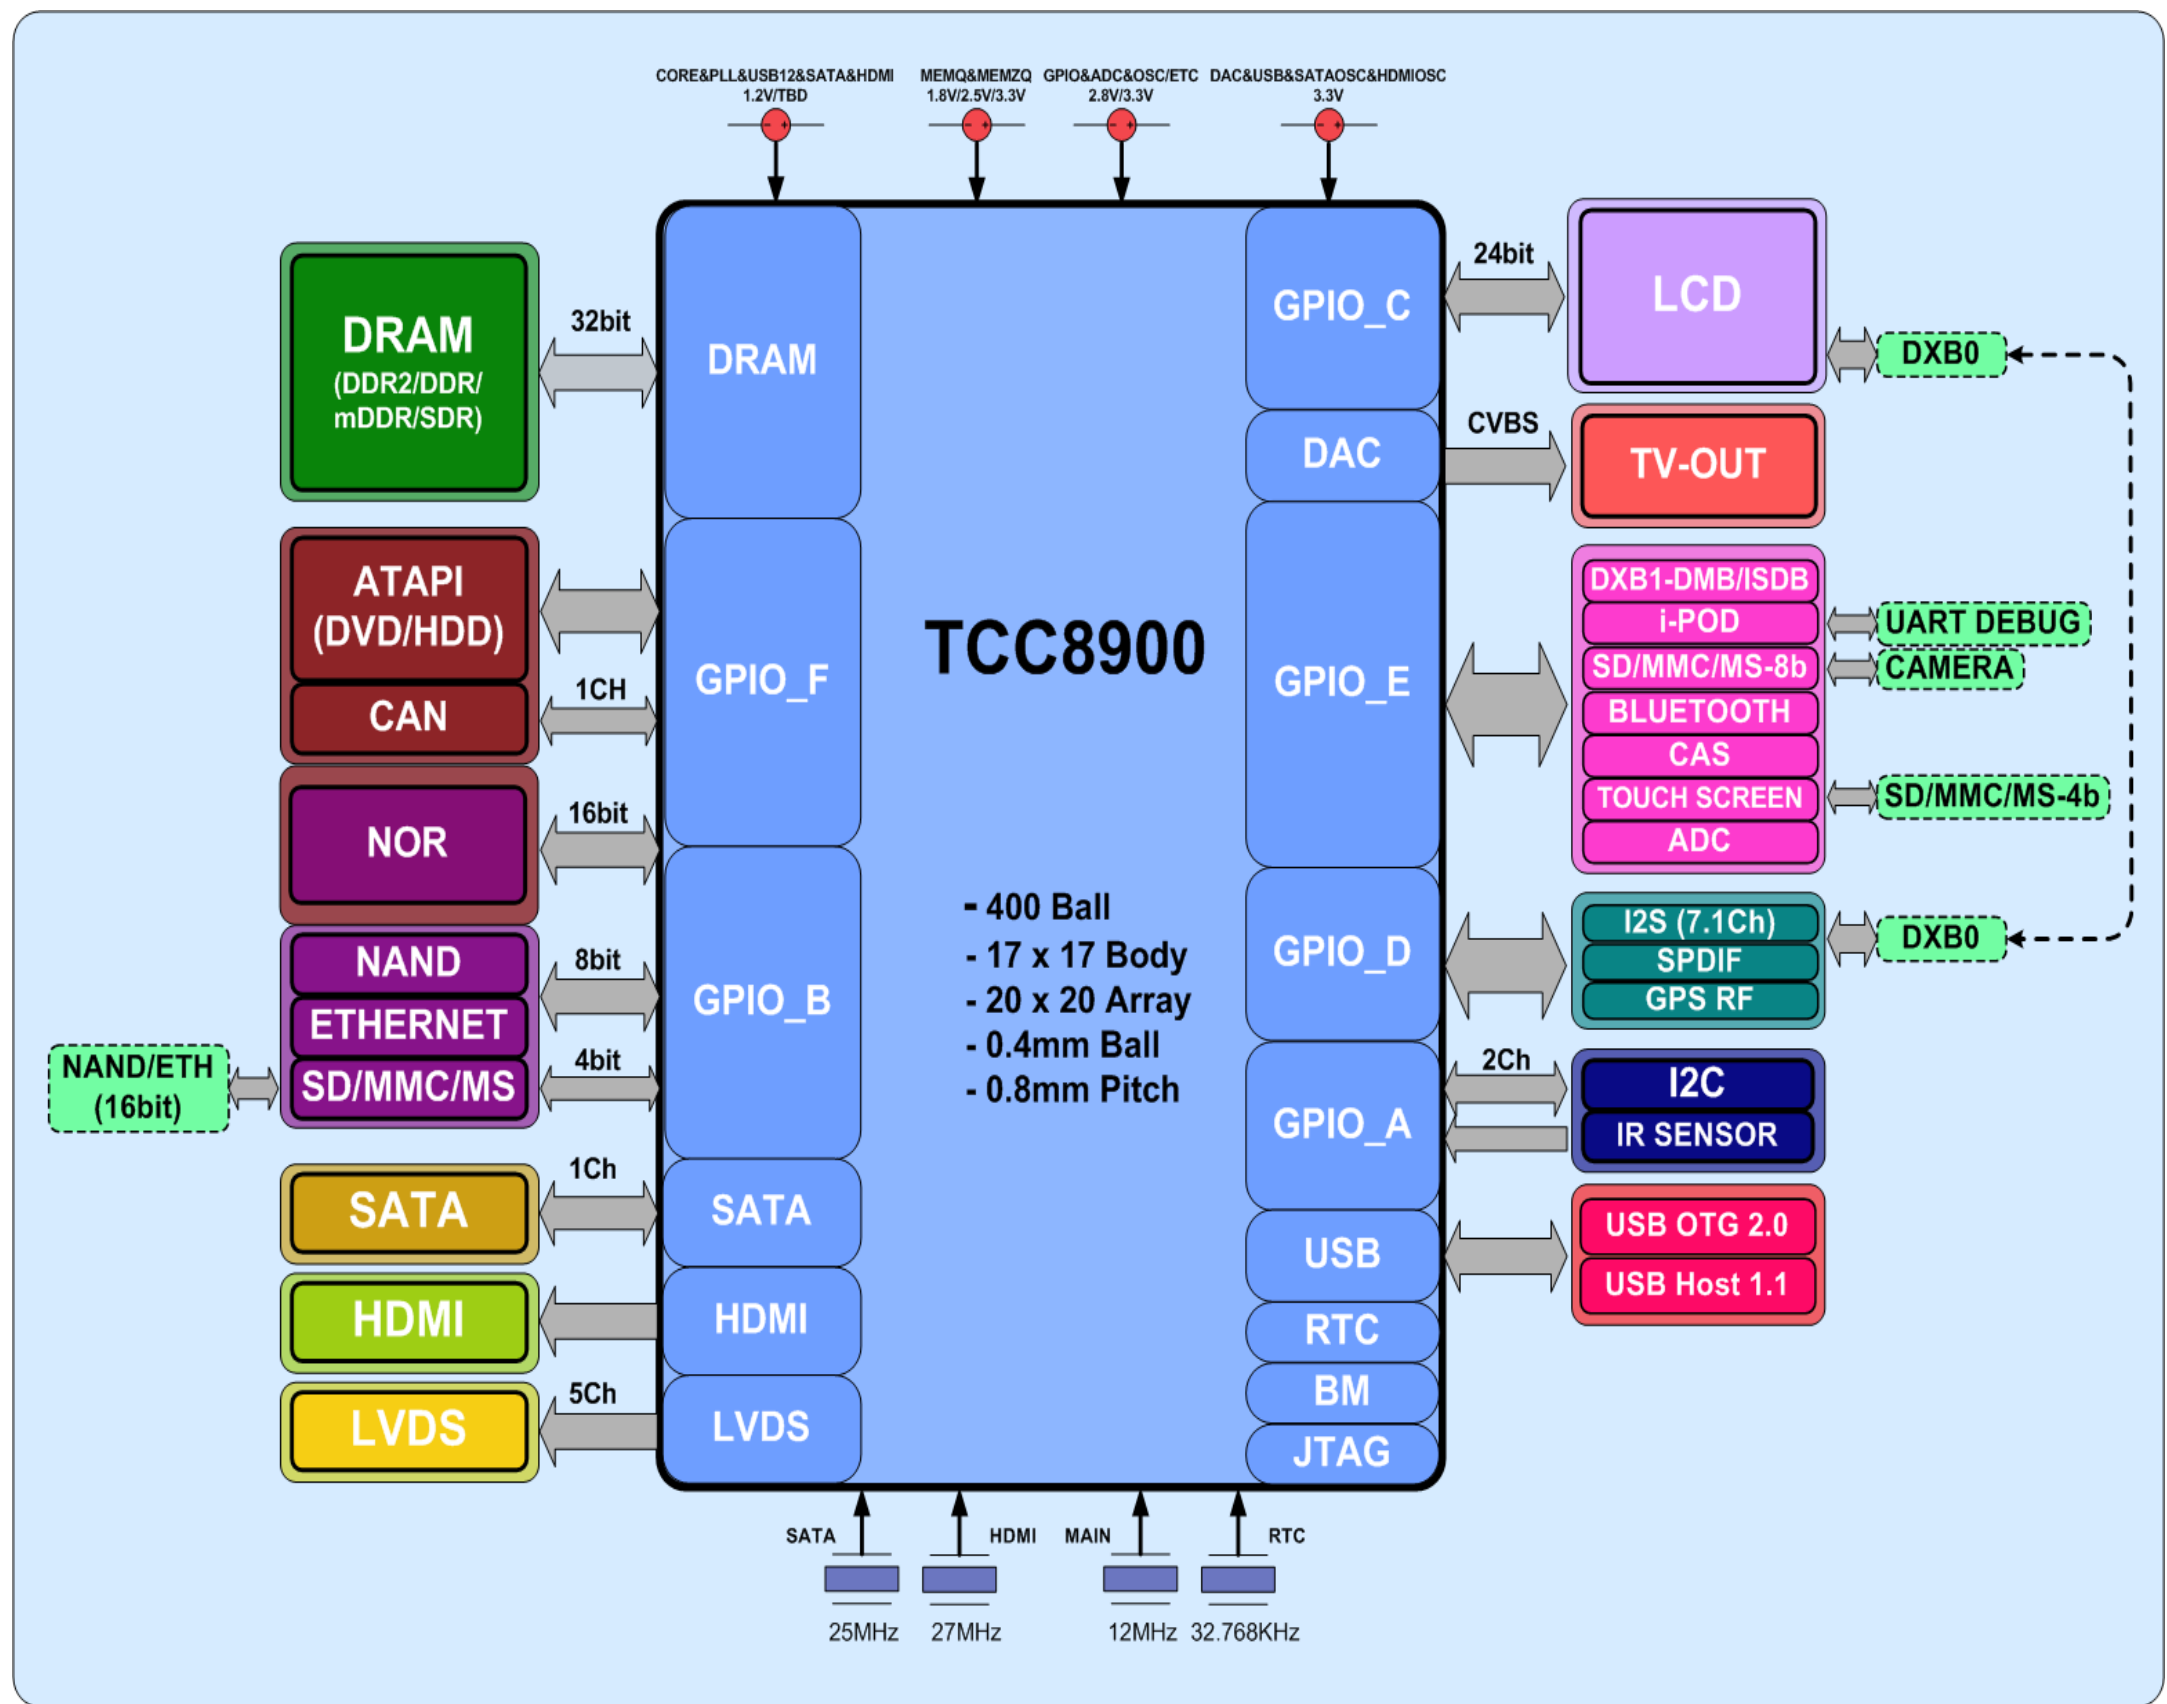 CORE&PLL&USB12&SATA&HDMI
1.2V/TBD
MEMQ&MEMZQ
1.8V/2.5V/3.3V
GPIO&ADC&OSC/ETC
2.8V/3.3V
DAC&USB&SATAOSC&HDMIOSC
3.3V
DRAM
(DDR2/DDR/
mDDR/SDR)
32bit
ATAPI
(DVD/HDD)
CAN
1CH
NOR
16bit
NAND
8bit
ETHERNET
SD/MMC/MS
4bit
NAND/ETH
(16bit)
SATA
1Ch
HDMI
LVDS
5Ch
DRAM
GPIO_F
GPIO_B
SATA
HDMI
LVDS
TCC8900
- 400 Ball
- 17 x 17 Body
- 20 x 20 Array
- 0.4mm Ball
- 0.8mm Pitch
GPIO_C
DAC
GPIO_E
GPIO_D
GPIO_A
USB
RTC
BM
JTAG
24bit
LCD
DXB0
CVBS
TV-OUT
DXB1-DMB/ISDB
i-POD
UART DEBUG
SD/MMC/MS-8b
CAMERA
BLUETOOTH
CAS
TOUCH SCREEN
SD/MMC/MS-4b
ADC
I2S (7.1Ch)
DXB0
SPDIF
GPS RF
2Ch
I2C
IR SENSOR
USB OTG 2.0
USB Host 1.1
SATA
25MHz
HDMI
27MHz
MAIN
12MHz
RTC
32.768KHz